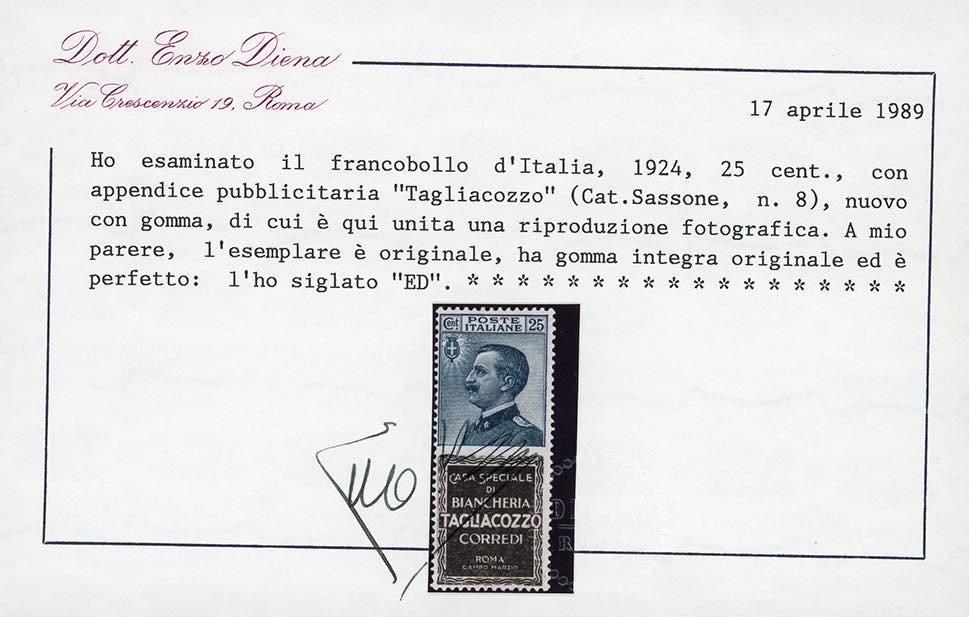 Dott. Enzo Diena
Via Crescenzio 19, Roma
17 aprile 1989
Ho esaminato il francobollo d'Italia, 1924, 25 cent., con
appendice pubblicitaria "Tagliacozzo" (Cat.Sassone, n. 8), nuovo
con gomma, di cui è qui unita una riproduzione fotografica. A mio
parere, l'esemplare è originale, ha gomma integra originale ed è
perfetto: l'ho siglato "ED". * * * * * * * * * * * * * * * * * *
Cent POSTE ITALIANE 25
CASA SPECIALE
DI
BIANCHERIA
TAGLIACOZZO
CORREDI
ROMA
CAMPO MARZIO